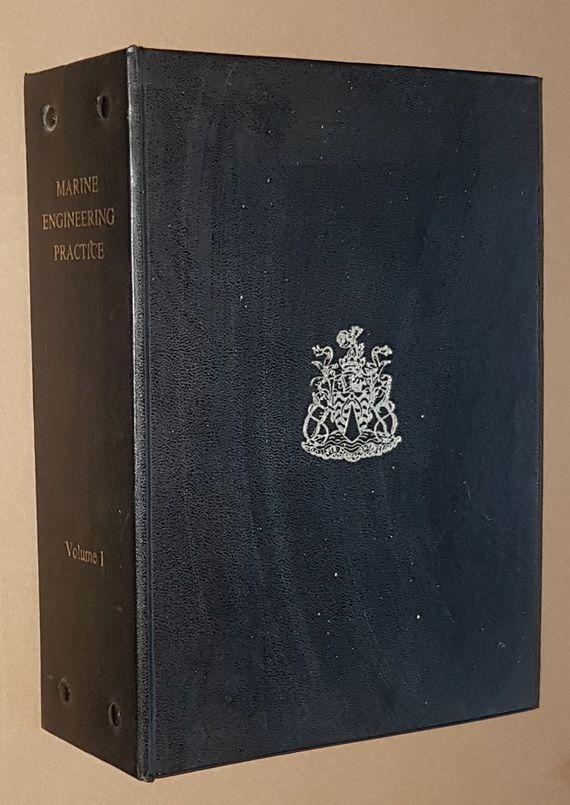 MARINE
ENGINEERING
PRACTICE
Volume 1